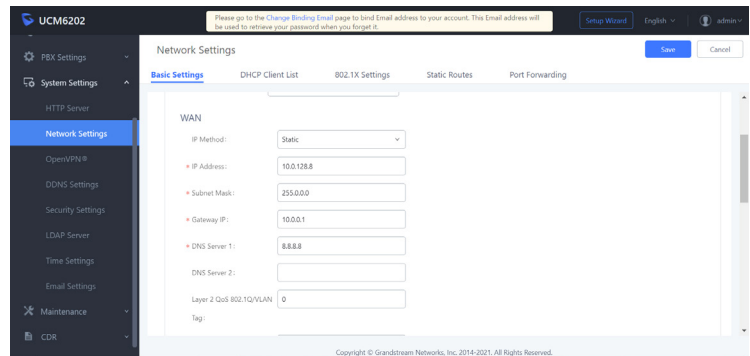 UCM6202
Please go to the Change Binding Email page to bind Email address to your account. This Email address will
be used to retrieve your password when you forget it.
Setup Wizard
English
admin
PBX Settings
System Settings
HTTP Server
Network Settings
OpenVPN®
DDNS Settings
Security Settings
LDAP Server
Time Settings
Email Settings
Maintenance
CDR
Network Settings
Save
Cancel
Basic Settings
DHCP Client List
802.1X Settings
Static Routes
Port Forwarding
WAN
IP Method:
Static
* IP Address:
10.0.128.8
* Subnet Mask:
255.0.0.0
* Gateway IP:
10.0.0.1
* DNS Server 1:
8.8.8.8
DNS Server 2:
Layer 2 QoS 802.1Q/VLAN
Tag:
0
Copyright © Grandstream Networks, Inc. 2014-2021. All Rights Reserved.